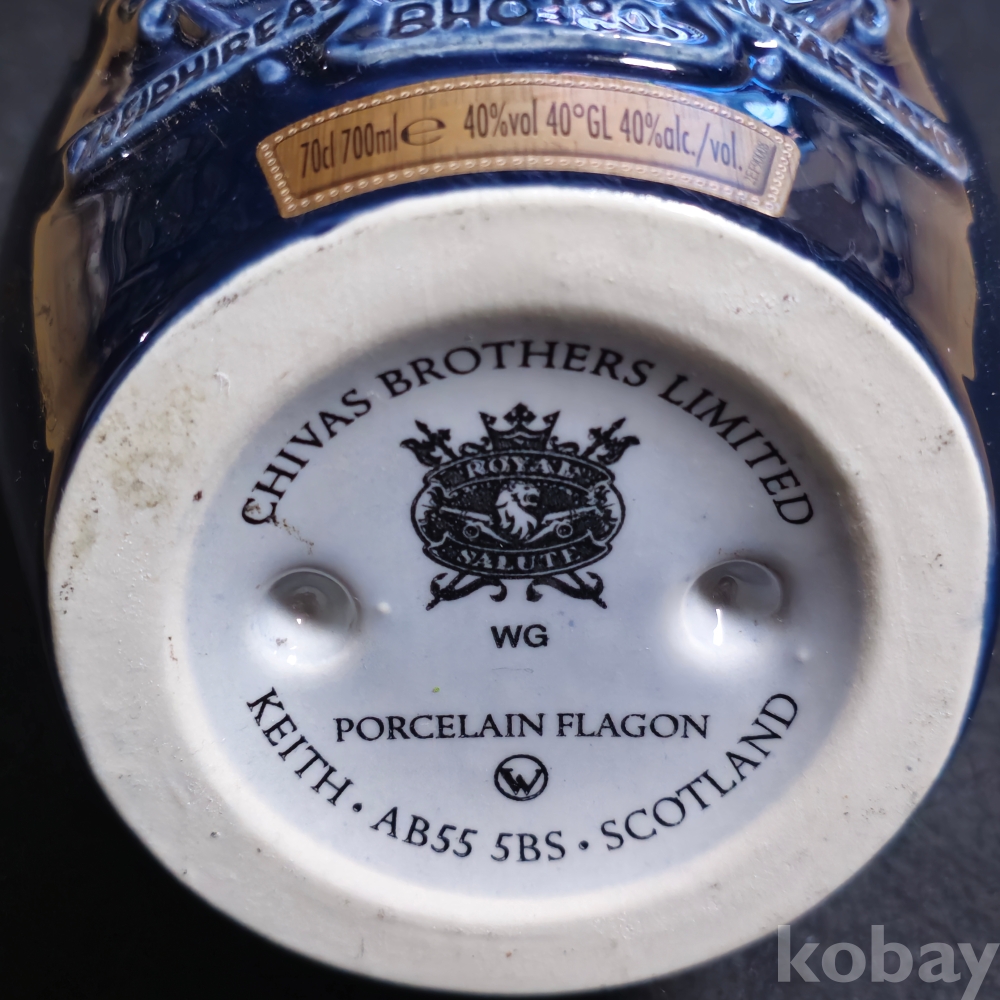 70cl 700ml e 40%vol 40°GL 40%alc./vol.
CHIVAS BROTHERS LIMITED
ROYAL
SALUTE
WG
PORCELAIN FLAGON
W
KEITH · AB55 5BS · SCOTLAND
kobay